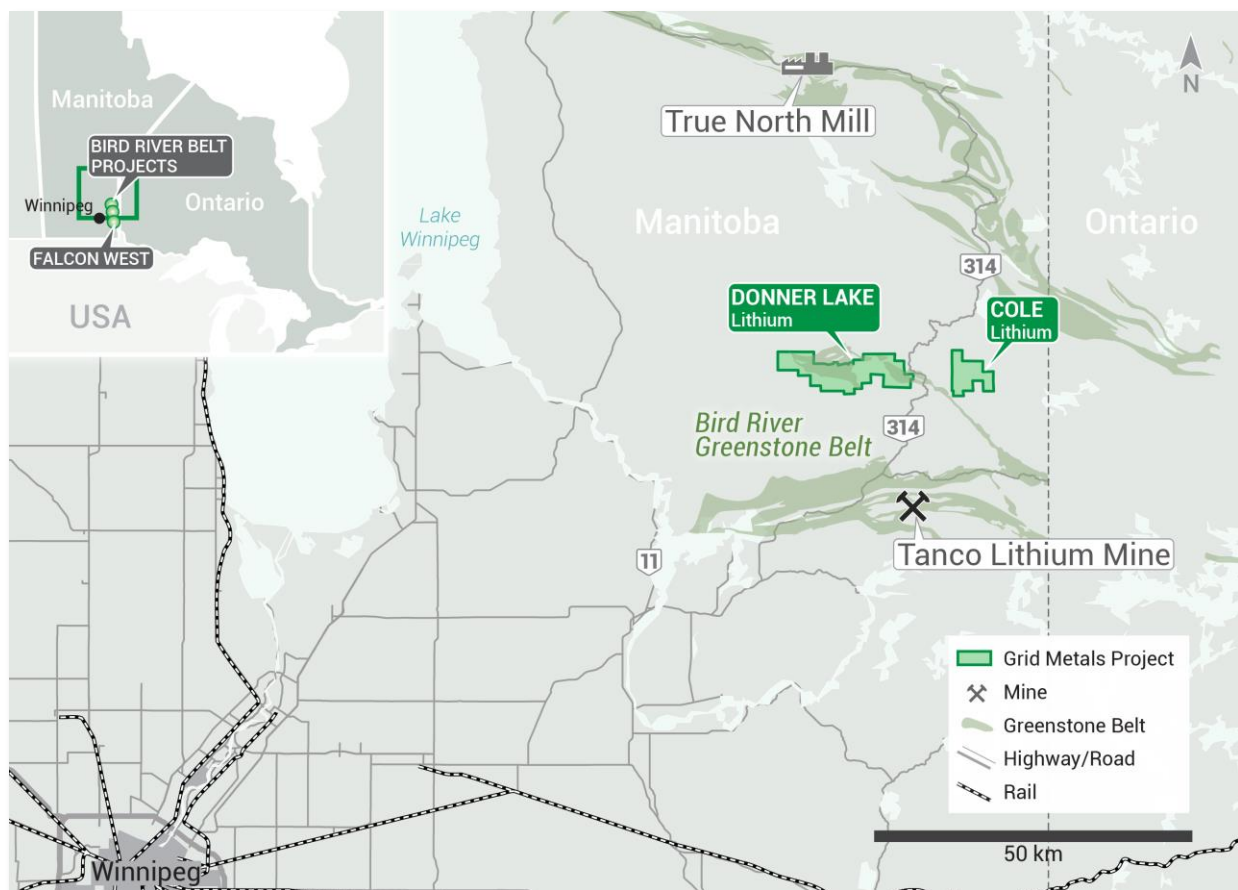 Manitoba
BIRD RIVER BELT
PROJECTS
Winnipeg
Ontario
FALCON WEST
USA
N
True North Mill
Lake
Winnipeg
Manitoba
Ontario
314
DONNER LAKE
Lithium
COLE
Lithium
Bird River
Greenstone Belt
314
11
Tanco Lithium Mine
Grid Metals Project
Mine
Greenstone Belt
Highway/Road
Rail
50 km
Winnipeg